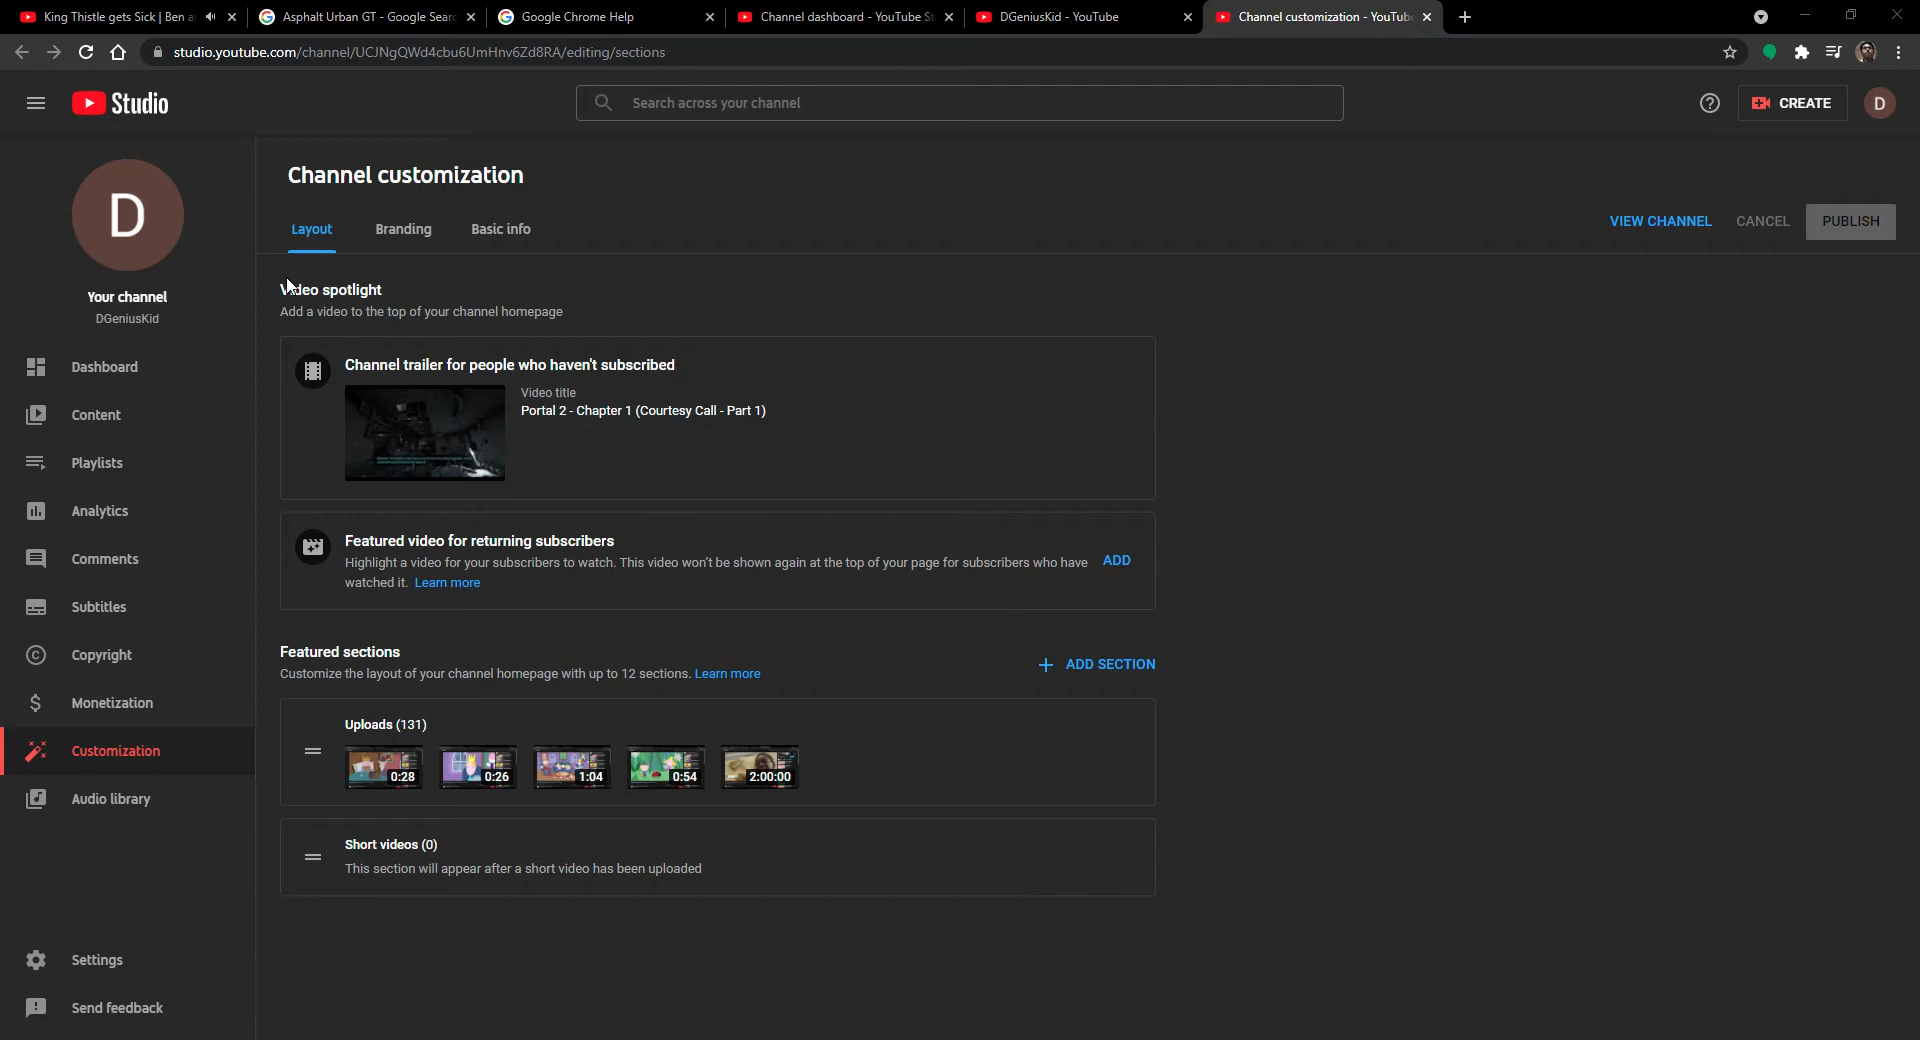 King Thistle gets Sick | Ben a
Asphalt Urban GT - Google Searc
Google Chrome Help
Channel dashboard - YouTube S
DGeniusKid - YouTube
Channel customization - YouTub
studio.youtube.com/channel/UCJNgQWd4cbu6UmHnv6Zd8RA/editing/sections
Studio
Search across your channel
CREATE
D
D
Your channel
DGeniusKid
Dashboard
Content
Playlists
Analytics
Comments
Subtitles
Copyright
Monetization
Customization
Audio library
Settings
Send feedback
Channel customization
Layout
Branding
Basic info
VIEW CHANNEL
CANCEL
PUBLISH
Video spotlight
Add a video to the top of your channel homepage
Channel trailer for people who haven't subscribed
Video title
Portal 2 - Chapter 1 (Courtesy Call - Part 1)
Featured video for returning subscribers
Highlight a video for your subscribers to watch. This video won't be shown again at the top of your page for subscribers who have
watched it. Learn more
ADD
Featured sections
Customize the layout of your channel homepage with up to 12 sections. Learn more
ADD SECTION
Uploads (131)
0:28
0:26
1:04
0:54
2:00:00
Short videos (0)
This section will appear after a short video has been uploaded